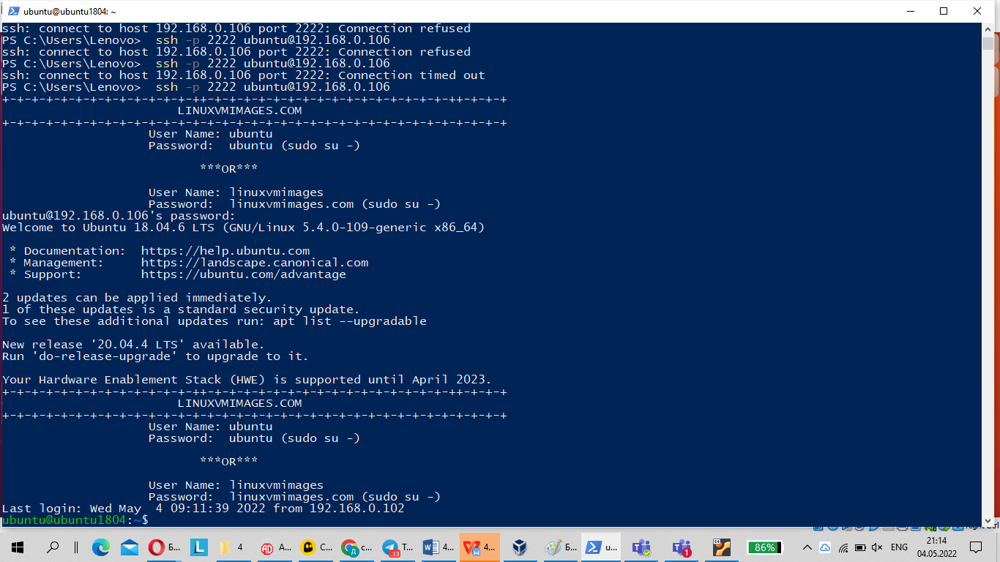 ubuntu@ubuntu1804: ~
ssh: connect to host 192.168.0.106 port 2222: Connection refused
PS C:\Users\Lenovo>  ssh -p 2222 ubuntu@192.168.0.106
ssh: connect to host 192.168.0.106 port 2222: Connection refused
PS C:\Users\Lenovo>  ssh -p 2222 ubuntu@192.168.0.106
ssh: connect to host 192.168.0.106 port 2222: Connection timed out
PS C:\Users\Lenovo>  ssh -p 2222 ubuntu@192.168.0.106
+-+-+-+-+-+-+-+-+-+-+-+-+-++-+-+-+-+-+-+-+-+-+-+-+-+-+-+-+-+-++-+-+-+
LINUXVMIMAGES.COM
+-+-+-+-+-+-+-+-+-+-+-+-+-+-+-+-+-+-+-+-+-+-+-+-+-+-+-+-+-+-+-+-+-+-+
User Name: ubuntu
Password:  ubuntu (sudo su -)
***OR***
User Name: linuxvmimages
Password:  linuxvmimages.com (sudo su -)
ubuntu@192.168.0.106's password:
Welcome to Ubuntu 18.04.6 LTS (GNU/Linux 5.4.0-109-generic x86_64)
* Documentation:  https://help.ubuntu.com
* Management:     https://landscape.canonical.com
* Support:        https://ubuntu.com/advantage
2 updates can be applied immediately.
1 of these updates is a standard security update.
To see these additional updates run: apt list --upgradable
New release '20.04.4 LTS' available.
Run 'do-release-upgrade' to upgrade to it.
Your Hardware Enablement Stack (HWE) is supported until April 2023.
+-+-+-+-+-+-+-+-+-+-+-+-+-+-+-+-+-+-+-+-+-+-+-+-+-+-+-+-+-+-++-+-+-+
LINUXVMIMAGES.COM
+-+-+-+-+-+-+-+-+-+-+-+-+-+-+-+-+-+-+-+-+-+-+-+-+-+-+-+-+-+-+-+-+-+-+
User Name: ubuntu
Password:  ubuntu (sudo su -)
***OR***
User Name: linuxvmimages
Password:  linuxvmimages.com (sudo su -)
Last login: Wed May  4 09:11:39 2022 from 192.168.0.102
ubuntu@ubuntu1804:~$
Right Ctrl
Б... L 4 A... C... c... T... 4... 4... Б... u... 86% ENG 21:14
04.05.2022